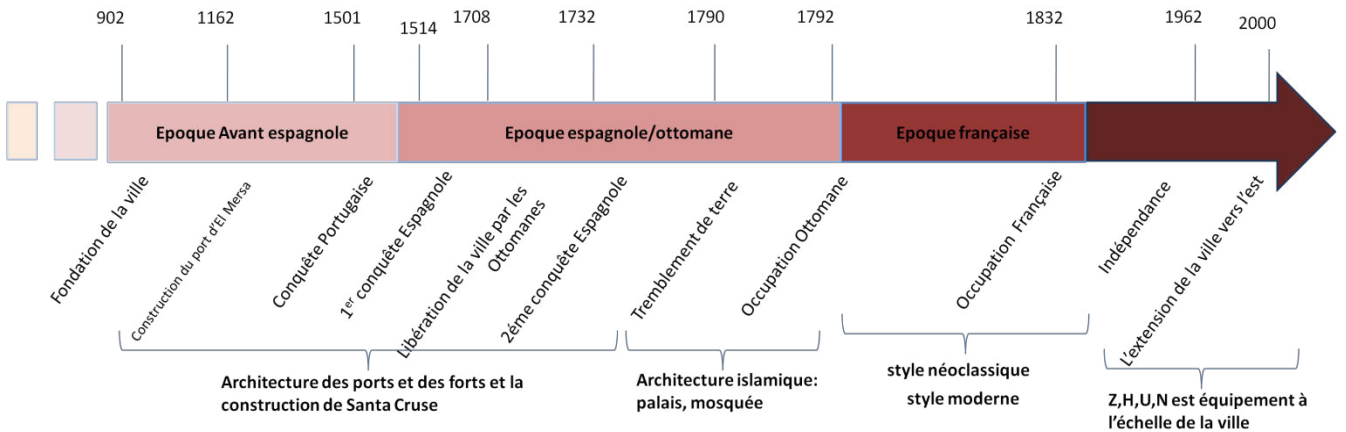 902
1162
1501
1514
1708
1732
1790
1792
1832
1962
2000
Epoque Avant espagnole
Epoque espagnole/ottomane
Epoque française
Fondation de la ville
Construction du port d'El Mersa
Conquête Portugaise
1er conquête Espagnole
Libération de la ville par les
Ottomanes
2éme conquête Espagnole
Tremblement de terre
Occupation Ottomane
Occupation Française
Indépendance
L'extension de la ville vers l'est
Architecture des ports et des forts et la
construction de Santa Cruse
Architecture islamique:
palais, mosquée
style néoclassique
style moderne
Z,H,U,N est équipement à
l'échelle de la ville